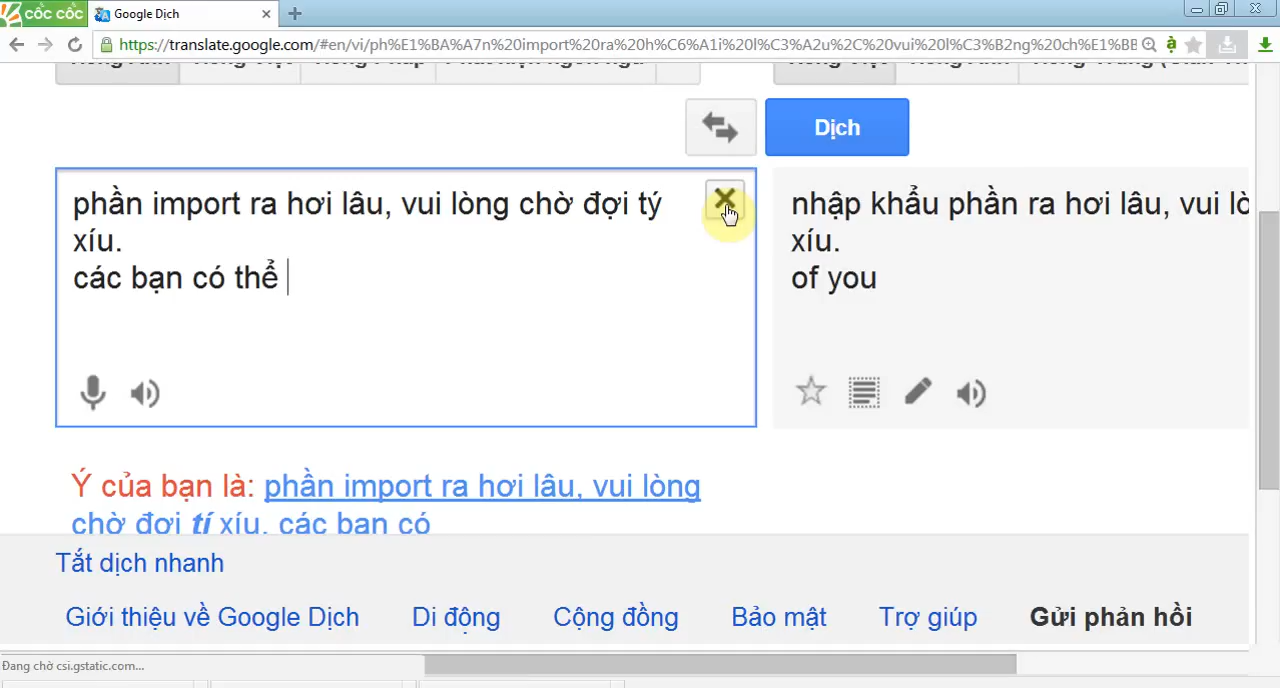 cốc cốc
Google Dịch
https://translate.google.com/#en/vi/ph%E1%BA%A7n%20import%20ra%20h%C6%A1i%20l%C3%A2u%2C%20vui%20l%C3%B2ng%20ch%E1%BB
Dịch
phần import ra hơi lâu, vui lòng chờ đợi tý
xíu.
các bạn có thể
nhập khẩu phần ra hơi lâu, vui lò
xíu.
of you
Ý của bạn là: phần import ra hơi lâu, vui lòng
chờ đợi tí xíu. các bạn có
Tắt dịch nhanh
Giới thiệu về Google Dịch
Di động
Cộng đồng
Bảo mật
Trợ giúp
Gửi phản hồi
Đang chờ csi.gstatic.com...